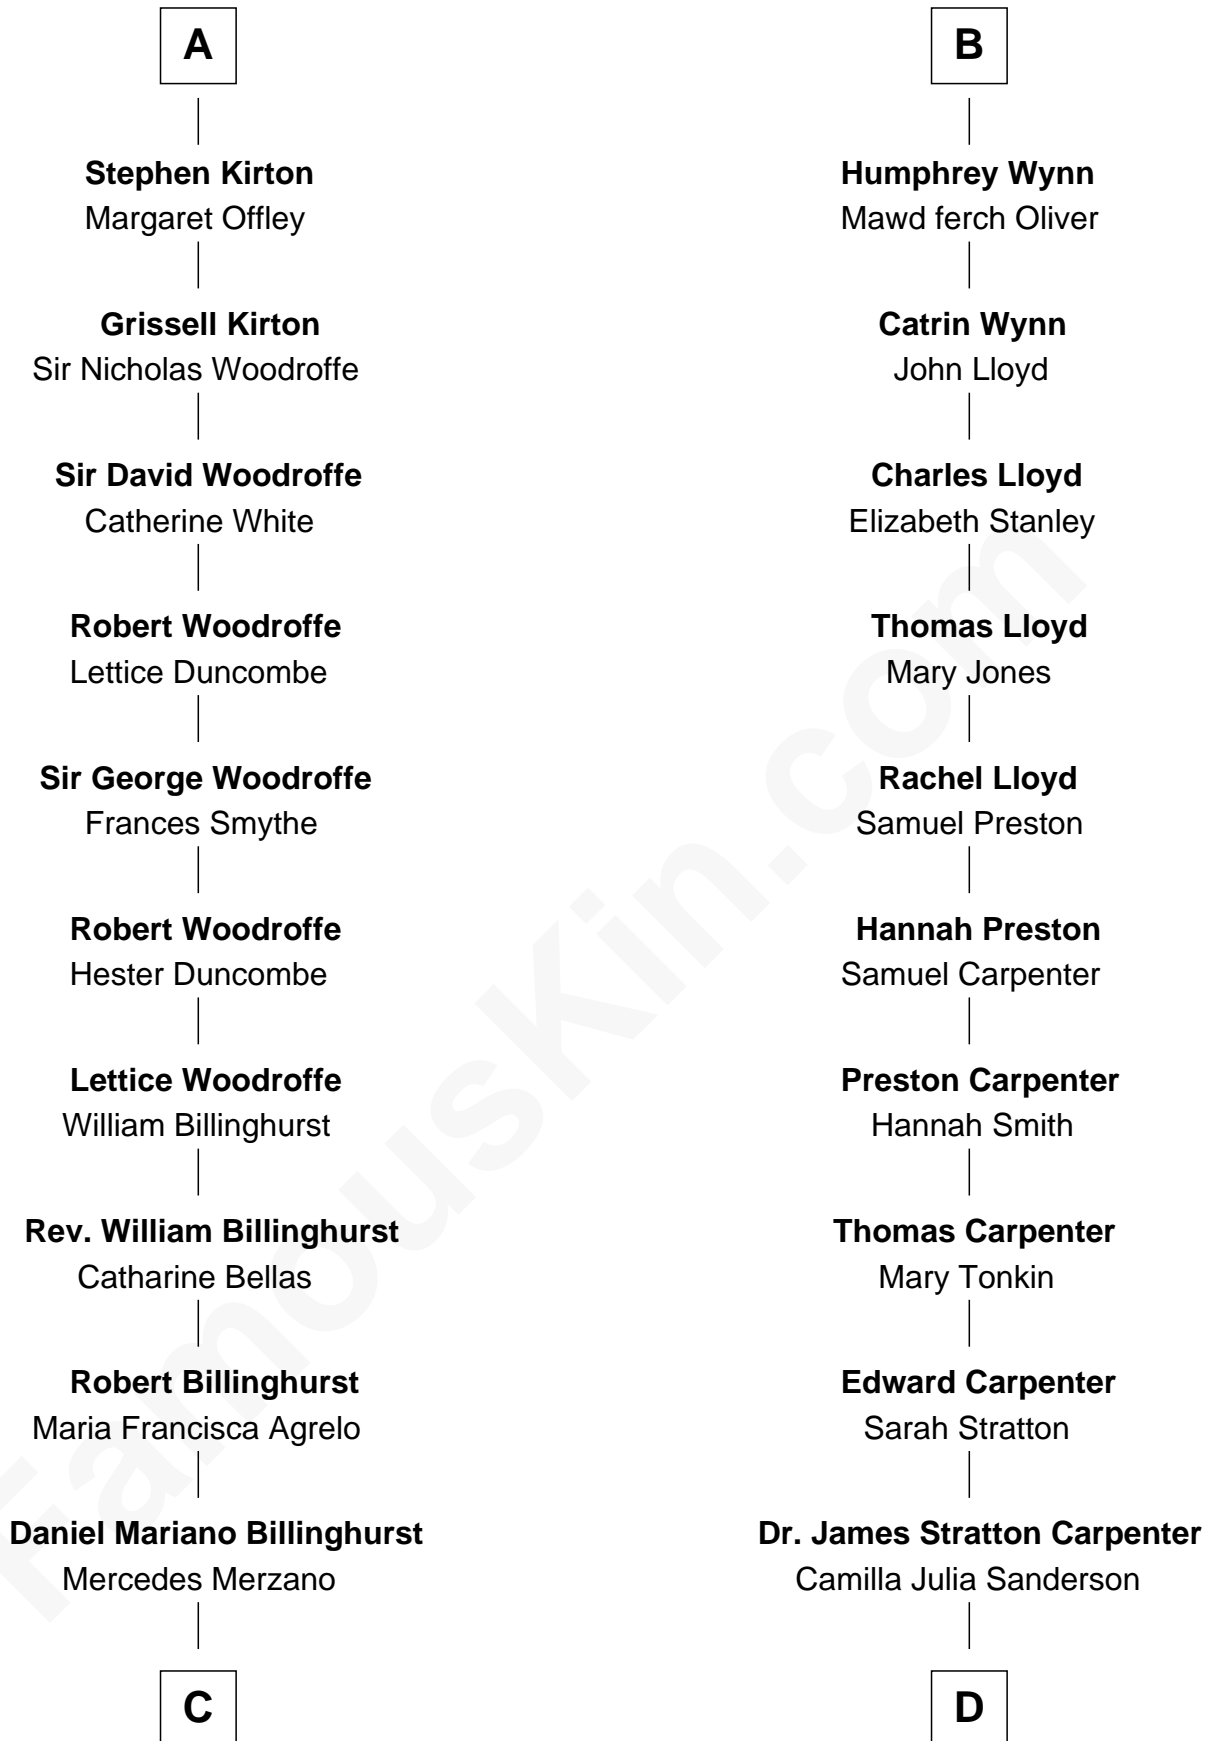 A
Stephen Kirton
Margaret Offley
Grissell Kirton
Sir Nicholas Woodroffe
Sir David Woodroffe
Catherine White
Robert Woodroffe
Lettice Duncombe
Sir George Woodroffe
Frances Smythe
Robert Woodroffe
Hester Duncombe
Lettice Woodroffe
William Billinghurst
Rev. William Billinghurst
Catharine Bellas
Robert Billinghurst
Maria Francisca Agrelo
Daniel Mariano Billinghurst
Mercedes Merzano
C
B
Humphrey Wynn
Mawd ferch Oliver
Catrin Wynn
John Lloyd
Charles Lloyd
Elizabeth Stanley
Thomas Lloyd
Mary Jones
Rachel Lloyd
Samuel Preston
Hannah Preston
Samuel Carpenter
Preston Carpenter
Hannah Smith
Thomas Carpenter
Mary Tonkin
Edward Carpenter
Sarah Stratton
Dr. James Stratton Carpenter
Camilla Julia Sanderson
D
FamousKin.com